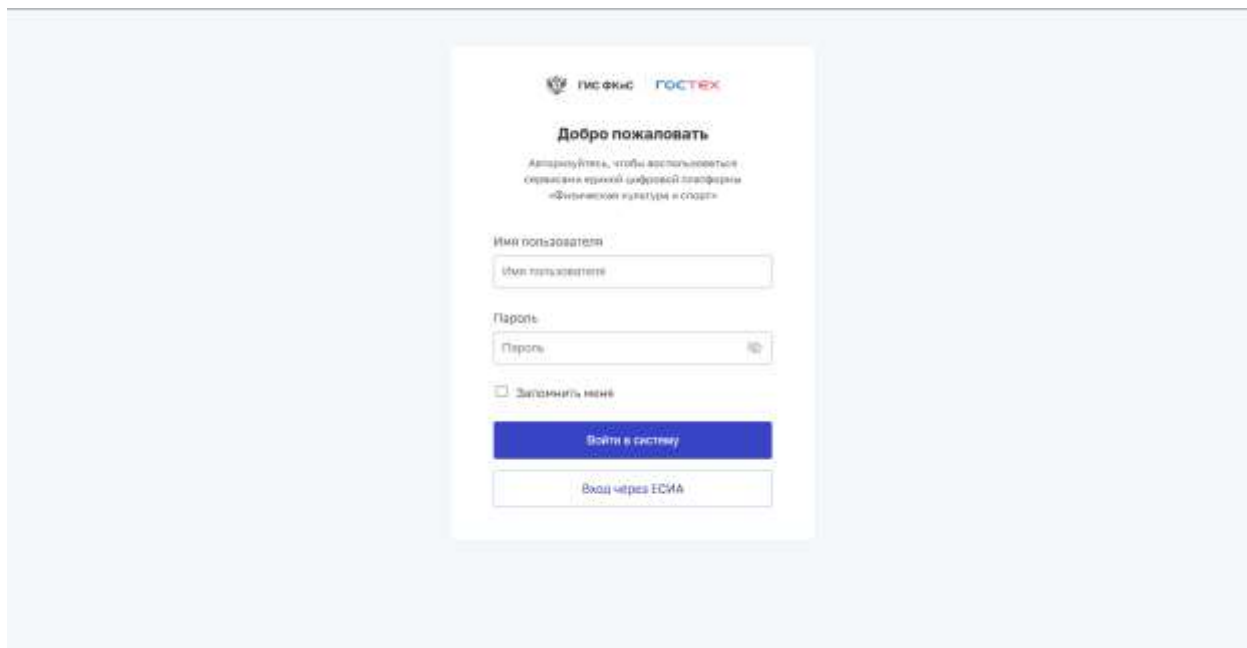 ГИС ФКиС ГОСТЕХ
Добро пожаловать
Авторизуйтесь, чтобы воспользоваться
сервисами единой цифровой платформы
«Физическая культура и спорт»
Имя пользователя
Имя пользователя
Пароль
Пароль
Запомнить меня
Войти в систему
Вход через ЕСИА